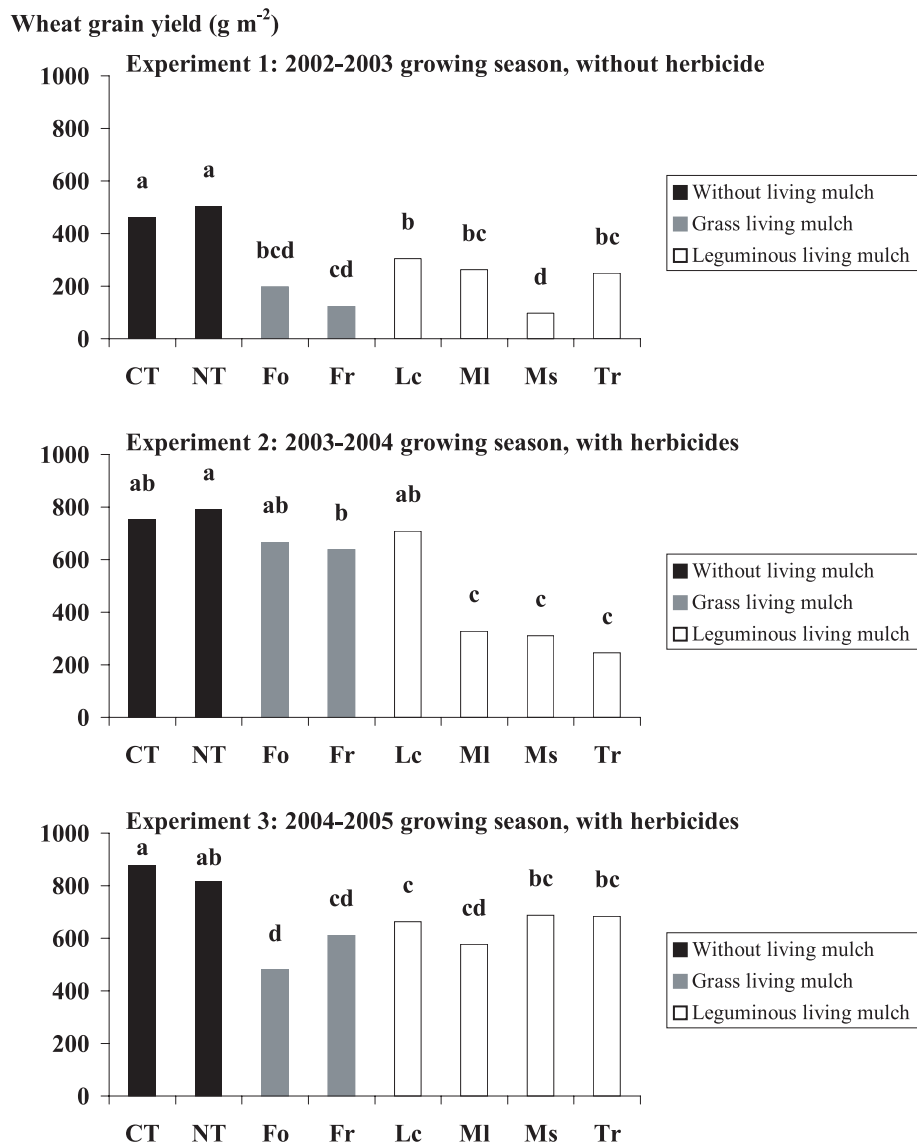 Wheat grain yield (g m-2)
Experiment 1: 2002-2003 growing season, without herbicide
1000
800
600
400
200
0
a
a
bcd
cd
b
bc
d
bc
CT NT Fo Fr Lc Ml Ms Tr
Without living mulch
Grass living mulch
Leguminous living mulch
Experiment 2: 2003-2004 growing season, with herbicides
1000
800
600
400
200
0
ab
a
ab
b
ab
c
c
c
CT NT Fo Fr Lc Ml Ms Tr
Without living mulch
Grass living mulch
Leguminous living mulch
Experiment 3: 2004-2005 growing season, with herbicides
1000
800
600
400
200
0
a
ab
d
cd
c
cd
bc
bc
CT NT Fo Fr Lc Ml Ms Tr
Without living mulch
Grass living mulch
Leguminous living mulch